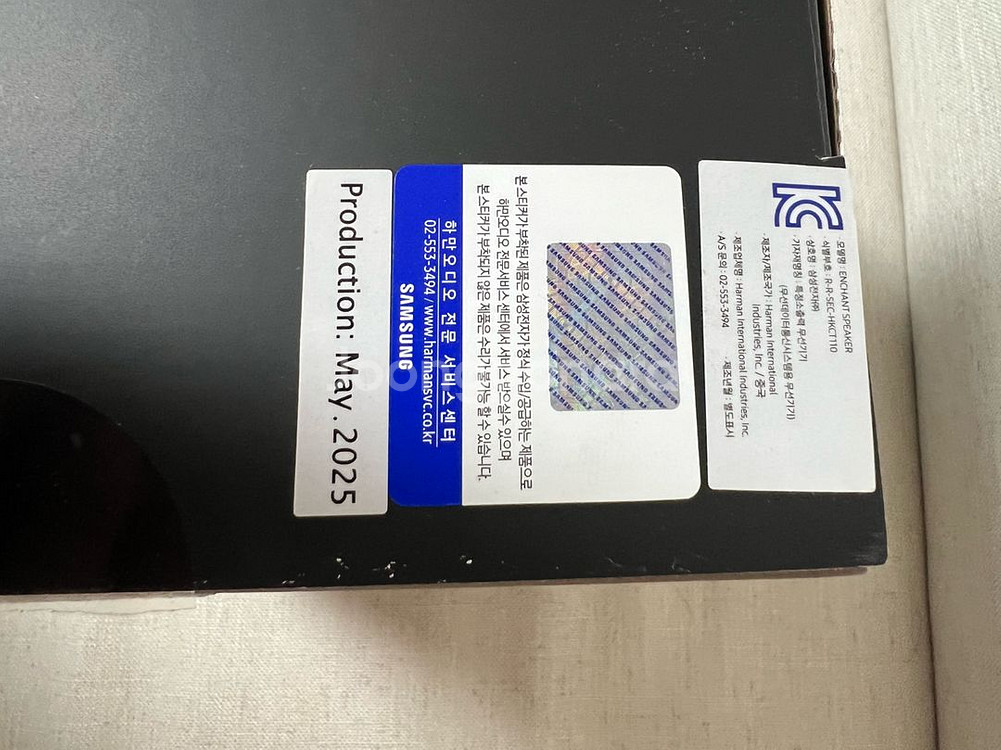 · 모델명 : ENCHANT SPEAKER
· 식별부호 : R-R-SEC-HKCT110
· 상호명 : 삼성전자㈜
· 기자재명칭 : 특정소출력 무선기기
(무선데이터통신시스템용 무선기기)
· 제조자/제조국가 : Harman International
Industries, Inc. / 중국
· 제조업체명 : Harman International Industries, Inc.
· A/S 문의 : 02-553-3494 · 제조년월 : 별도표시
본 스티커가 부착된 제품은 삼성전자가 정식 수입/공급하는 제품으로
하만오디오 전문서비스 센터에서 서비스 받으실수 있으며
본 스티커가 부착되지 않은 제품은 수리가 불가능 할 수 있습니다.
하만오디오 전문 서비스센터
02-553-3494 / www.harmansvc.co.kr
SAMSUNG
Production: May. 2025